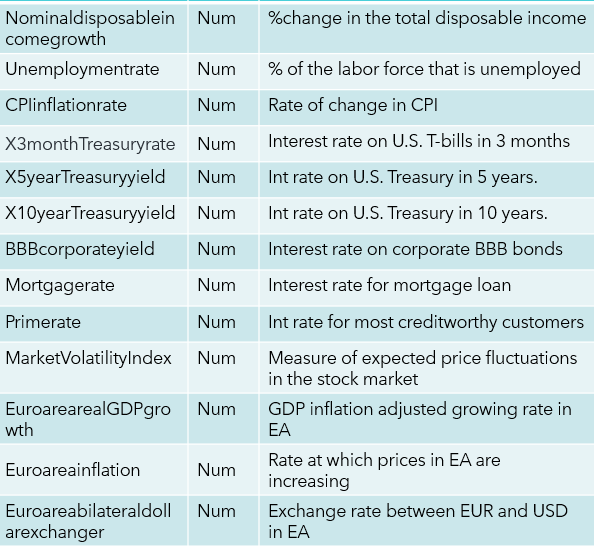 Nominaldisposablein Num %change in the total disposable income
comegrowth
Unemploymentrate Num % of the labor force that is unemployed
CPIinflationrate Num Rate of change in CPI
X3monthTreasuryrate Num Interest rate on U.S. T-bills in 3 months
X5yearTreasuryyield Num Int rate on U.S. Treasury in 5 years.
X10yearTreasuryyield Num Int rate on U.S. Treasury in 10 years.
BBBcorporateyield Num Interest rate on corporate BBB bonds
Mortgagerate Num Interest rate for mortgage loan
Primerate Num Int rate for most creditworthy customers
MarketVolatilityIndex Num Measure of expected price fluctuations
in the stock market
EuroarearealGDPgro Num GDP inflation adjusted growing rate in
wth EA
Euroareainflation Num Rate at which prices in EA are
increasing
Euroareabilateraldoll Num Exchange rate between EUR and USD
arexchanger in EA